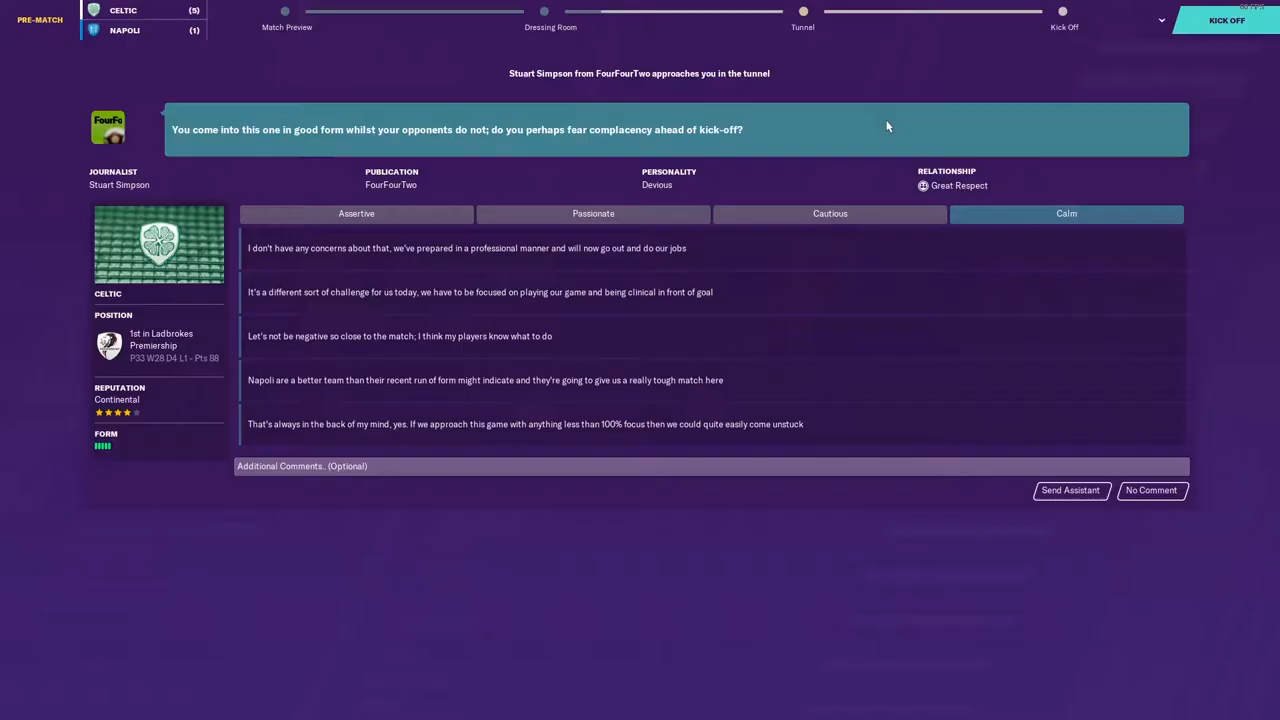 PRE-MATCH
CELTIC (5)
NAPOLI (1)
Match Preview
Dressing Room
Tunnel
Kick Off
KICK OFF
Stuart Simpson from FourFourTwo approaches you in the tunnel
FourFo
You come into this one in good form whilst your opponents do not; do you perhaps fear complacency ahead of kick-off?
JOURNALIST
Stuart Simpson
PUBLICATION
FourFourTwo
PERSONALITY
Devious
RELATIONSHIP
Great Respect
Assertive
Passionate
Cautious
Calm
I don't have any concerns about that, we've prepared in a professional manner and will now go out and do our jobs
It's a different sort of challenge for us today, we have to be focused on playing our game and being clinical in front of goal
Let's not be negative so close to the match; I think my players know what to do
Napoli are a better team than their recent run of form might indicate and they're going to give us a really tough match here
That's always in the back of my mind, yes. If we approach this game with anything less than 100% focus then we could quite easily come unstuck
CELTIC
POSITION
1st in Ladbrokes
Premiership
P33 W28 D4 L1 - Pts 88
REPUTATION
Continental
FORM
Additional Comments.. (Optional)
Send Assistant
No Comment